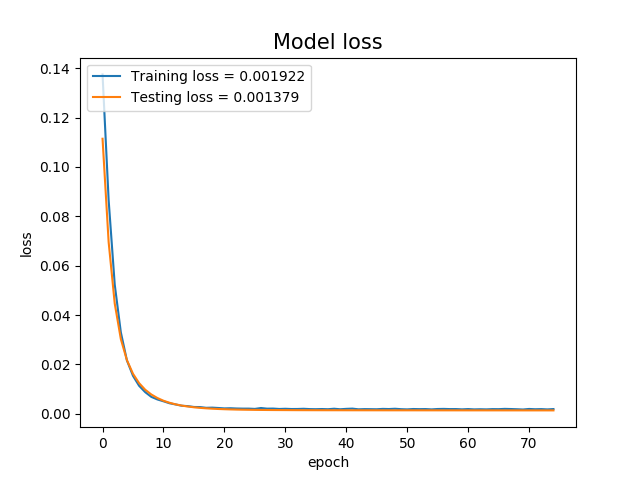 Model loss
Training loss = 0.001922
Testing loss = 0.001379
0.14
0.12
0.10
0.08
0.06
0.04
0.02
0.00
loss
0 10 20 30 40 50 60 70
epoch